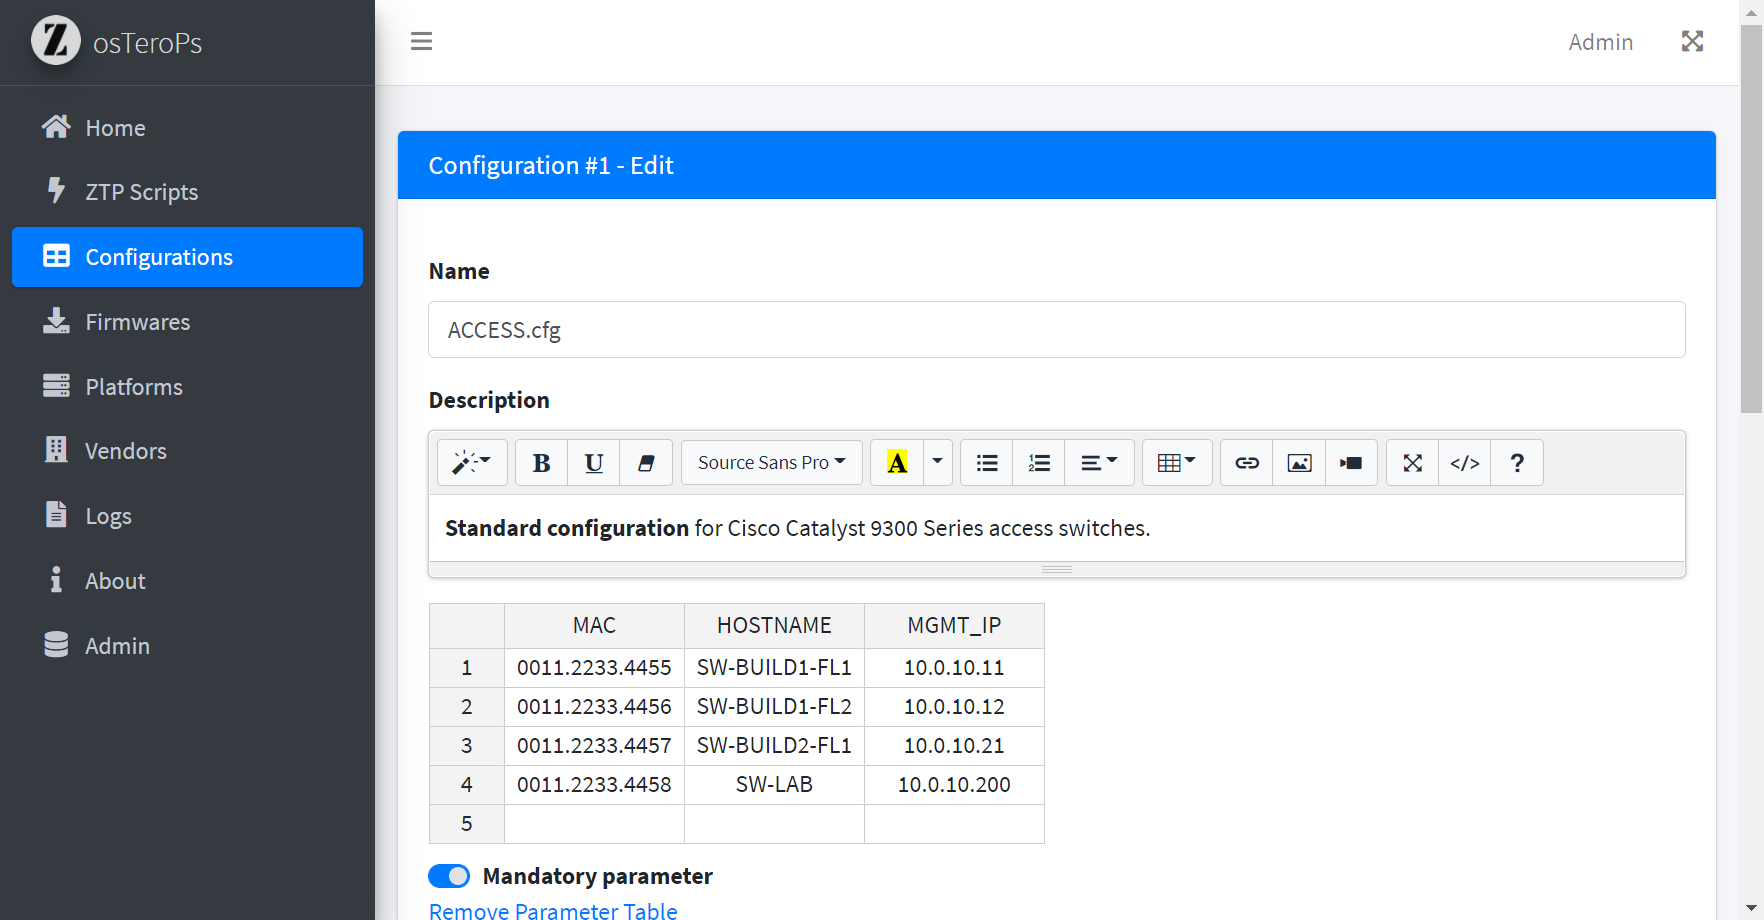 Z osTeroPs
Admin
Home
ZTP Scripts
Configurations
Firmwares
Platforms
Vendors
Logs
About
Admin
Configuration #1 - Edit
Name
ACCESS.cfg
Description
B U Source Sans Pro A </> ?
Standard configuration for Cisco Catalyst 9300 Series access switches.
MAC HOSTNAME MGMT_IP
1 0011.2233.4455 SW-BUILD1-FL1 10.0.10.11
2 0011.2233.4456 SW-BUILD1-FL2 10.0.10.12
3 0011.2233.4457 SW-BUILD2-FL1 10.0.10.21
4 0011.2233.4458 SW-LAB 10.0.10.200
5
Mandatory parameter
Remove Parameter Table